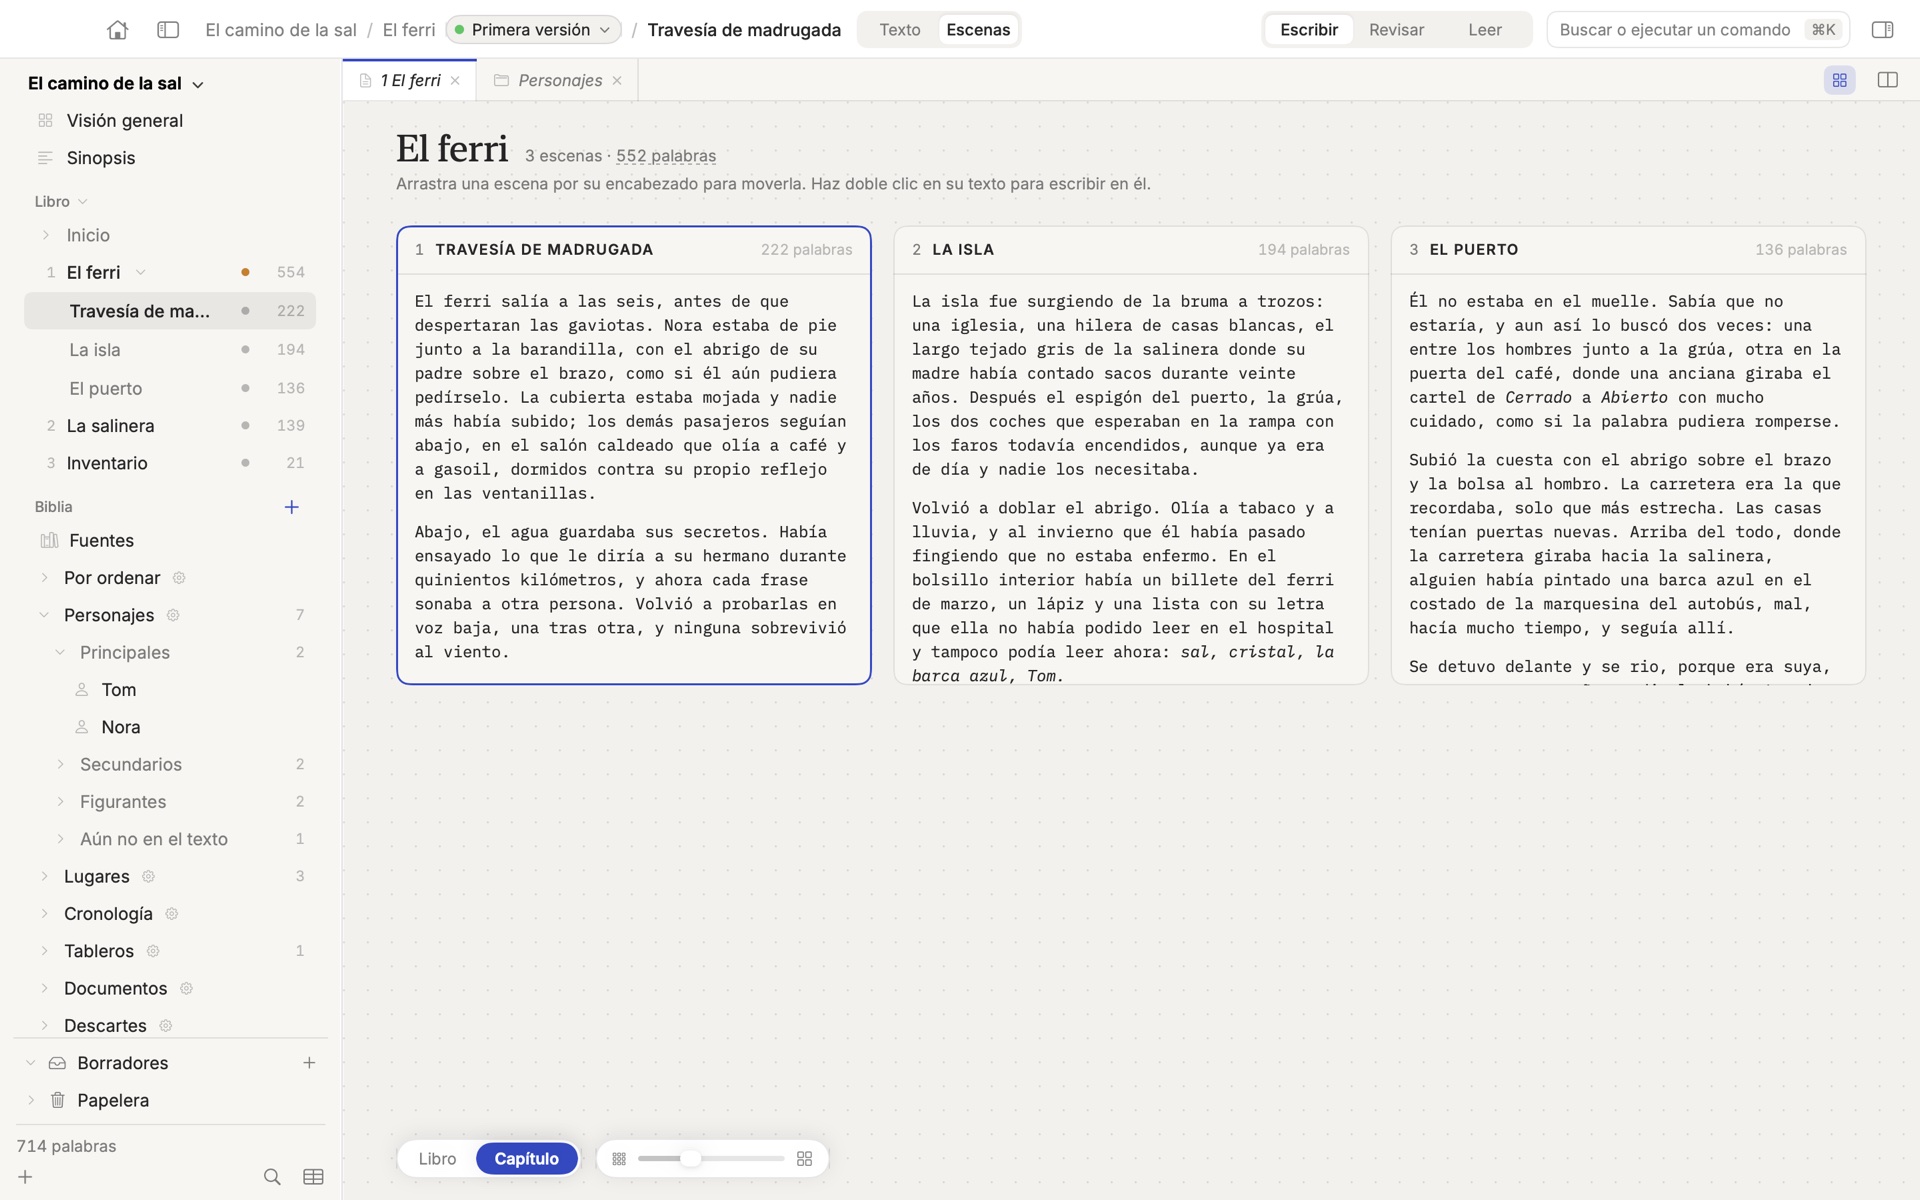 El camino de la sal / El ferri Primera versión / Travesía de madrugada Texto Escenas Escribir Revisar Leer Buscar o ejecutar un comando ⌘K
El camino de la sal
Visión general
Sinopsis
Libro
Inicio
1 El ferri 554
Travesía de ma... 222
La isla 194
El puerto 136
2 La salinera 139
3 Inventario 21
Biblia
Fuentes
Por ordenar
Personajes 7
Principales 2
Tom
Nora
Secundarios 2
Figurantes 2
Aún no en el texto 1
Lugares 3
Cronología
Tableros 1
Documentos
Descartes
Borradores
Papelera
714 palabras
1 El ferri
Personajes
El ferri 3 escenas · 552 palabras
Arrastra una escena por su encabezado para moverla. Haz doble clic en su texto para escribir en él.
1 TRAVESÍA DE MADRUGADA 222 palabras
El ferri salía a las seis, antes de que
despertaran las gaviotas. Nora estaba de pie
junto a la barandilla, con el abrigo de su
padre sobre el brazo, como si él aún pudiera
pedírselo. La cubierta estaba mojada y nadie
más había subido; los demás pasajeros seguían
abajo, en el salón caldeado que olía a café y
a gasoil, dormidos contra su propio reflejo
en las ventanillas.
Abajo, el agua guardaba sus secretos. Había
ensayado lo que le diría a su hermano durante
quinientos kilómetros, y ahora cada frase
sonaba a otra persona. Volvió a probarlas en
voz baja, una tras otra, y ninguna sobrevivió
al viento.
2 LA ISLA 194 palabras
La isla fue surgiendo de la bruma a trozos:
una iglesia, una hilera de casas blancas, el
largo tejado gris de la salinera donde su
madre había contado sacos durante veinte
años. Después el espigón del puerto, la grúa,
los dos coches que esperaban en la rampa con
los faros todavía encendidos, aunque ya era
de día y nadie los necesitaba.
Volvió a doblar el abrigo. Olía a tabaco y a
lluvia, y al invierno que él había pasado
fingiendo que no estaba enfermo. En el
bolsillo interior había un billete del ferri
de marzo, un lápiz y una lista con su letra
que ella no había podido leer en el hospital
y tampoco podía leer ahora: sal, cristal, la
barca azul, Tom.
3 EL PUERTO 136 palabras
Él no estaba en el muelle. Sabía que no
estaría, y aun así lo buscó dos veces: una
entre los hombres junto a la grúa, otra en la
puerta del café, donde una anciana giraba el
cartel de Cerrado a Abierto con mucho
cuidado, como si la palabra pudiera romperse.
Subió la cuesta con el abrigo sobre el brazo
y la bolsa al hombro. La carretera era la que
recordaba, solo que más estrecha. Las casas
tenían puertas nuevas. Arriba del todo, donde
la carretera giraba hacia la salinera,
alguien había pintado una barca azul en el
costado de la marquesina del autobús, mal,
hacía mucho tiempo, y seguía allí.
Se detuvo delante y se rio, porque era suya,
Libro Capítulo